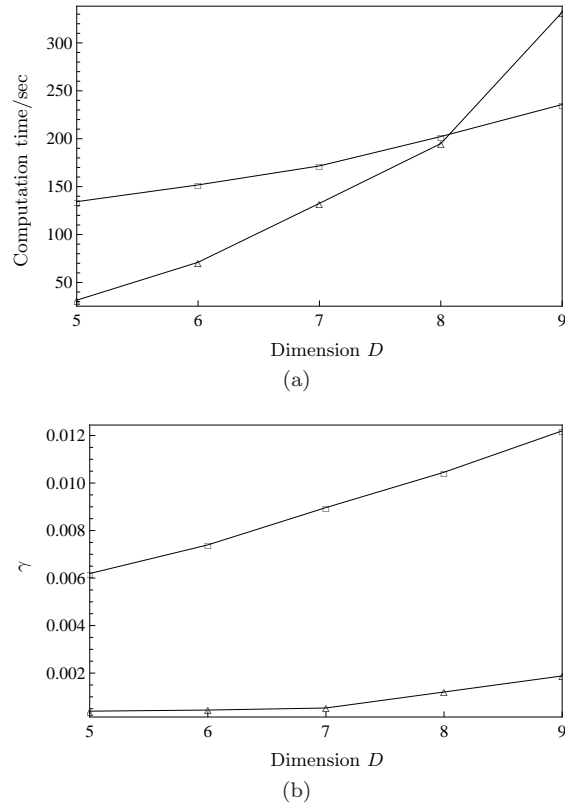 Computation time/sec
300
250
200
150
100
50
5 6 7 8 9
Dimension D
(a)
γ
0.012
0.010
0.008
0.006
0.004
0.002
5 6 7 8 9
Dimension D
(b)